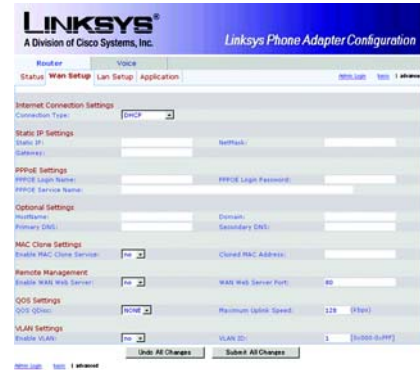 LINKSYS®
A Division of Cisco Systems, Inc.
Linksys Phone Adapter Configuration
Router Voice
Status Wan Setup Lan Setup Application Admin Login basic | advanced
Internet Connection Settings
Connection Type: DHCP
Static IP Settings
Static IP: NetMask:
Gateway:
PPPoE Settings
PPPOE Login Name: PPPOE Login Password:
PPPOE Service Name:
Optional Settings
HostName: Domain:
Primary DNS: Secondary DNS:
MAC Clone Settings
Enable MAC Clone Service: no Cloned MAC Address:
Remote Management
Enable WAN Web Server: no WAN Web Server Port: 80
QOS Settings
QOS QDisc: NONE Maximum Uplink Speed: 128 (Kbps)
VLAN Settings
Enable VLAN: no VLAN ID: 1 [0x000-0xFFF]
Undo All Changes Submit All Changes
Admin Login basic | advanced